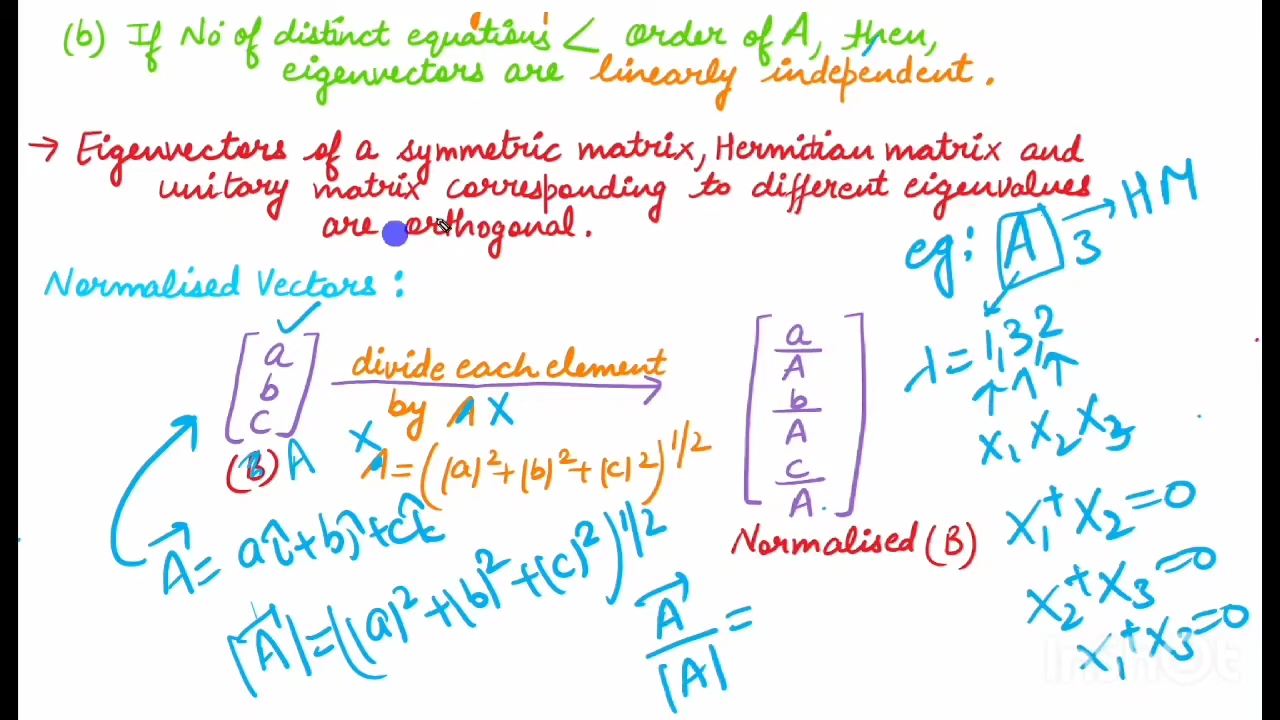 (b) If No of distinct equations < order of A, then,
eigenvectors are linearly independent.
→ Eigenvectors of a symmetric matrix, Hermitian matrix and
unitary matrix corresponding to different eigenvalues
are orthogonal.
eg: A → HM
3
Normalised Vectors:
λ = 1, 3, 2
X₁ X₂ X₃
[a b c]
divide each element
by A X
[a/A b/A c/A]
(B) A
X
A = (|a|² + |b|² + |c|²)^1/2
Normalised (B)
A⃗ = aî + bĵ + ck̂
|A⃗| = (|a|² + |b|² + (c)²)^1/2
A⃗/|A| =
X₁⁺ X₂ = 0
X₂⁺ X₃ = 0
X₁⁺ X₃ = 0
InShot